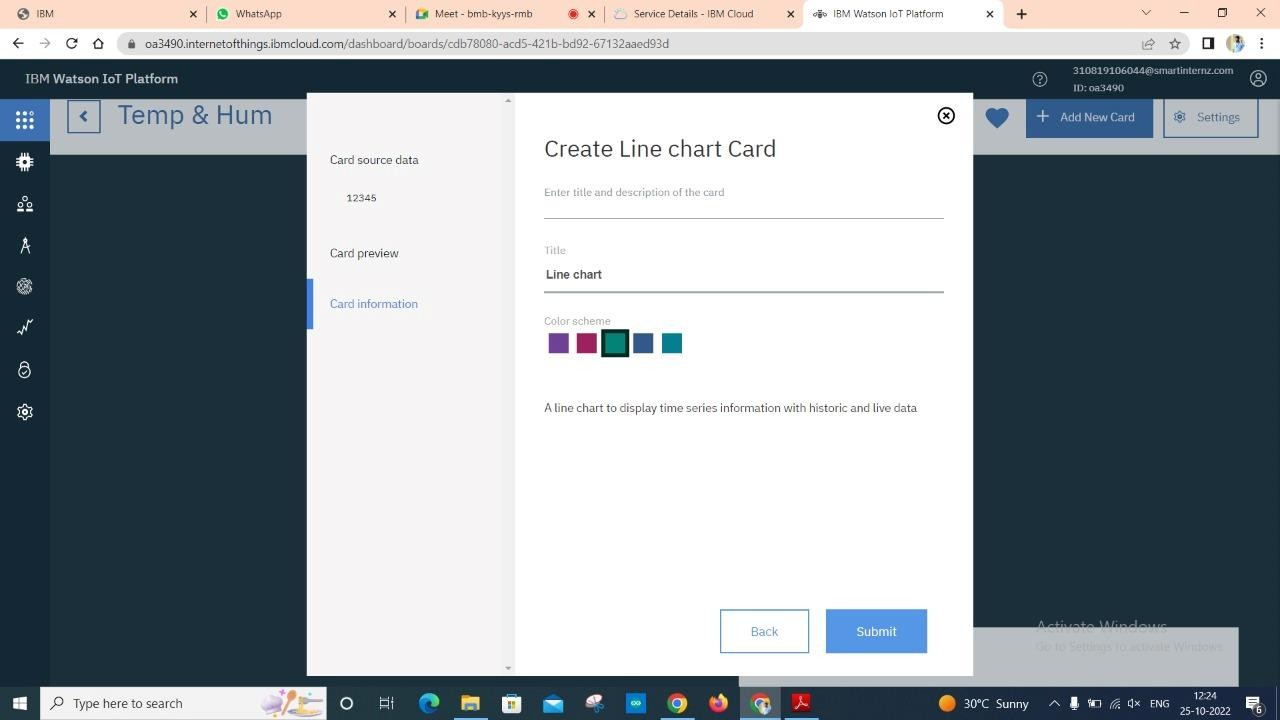 IBM
WhatsApp
Meet - bmb-kyys-rmb
Service Details - IBM Cloud
IBM Watson IoT Platform
oa3490.internetofthings.ibmcloud.com/dashboard/boards/cdb78080-acd5-421b-bd92-67132aaed93d
IBM Watson IoT Platform
310819106044@smartinternz.com
ID: oa3490
Temp & Hum
Add New Card
Settings
Card source data
12345
Card preview
Card information
Create Line chart Card
Enter title and description of the card
Title
Line chart
Color scheme
A line chart to display time series information with historic and live data
Back
Submit
Activate Windows
Go to Settings to activate Windows.
Type here to search
30°C Sunny
ENG
12:24
25-10-2022
6